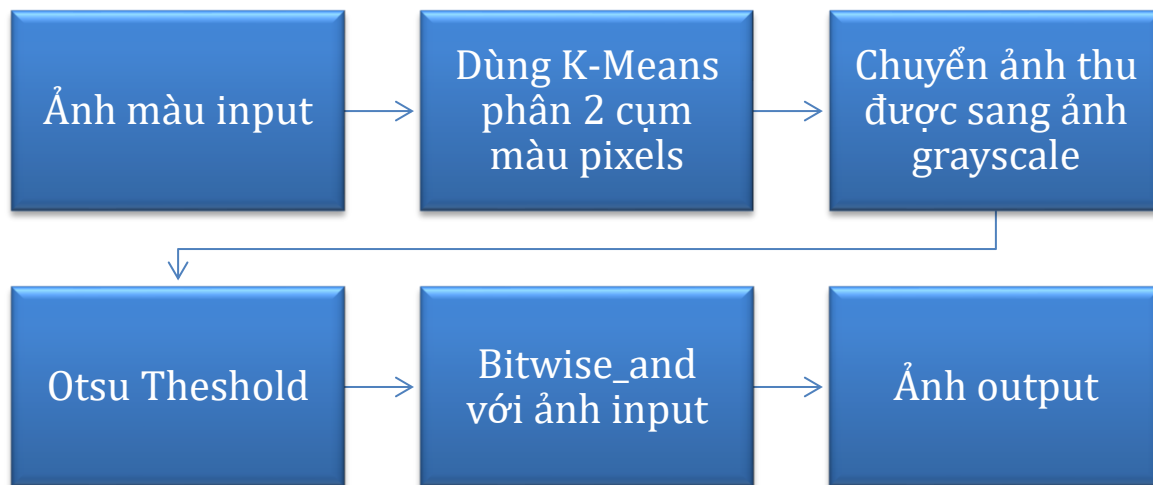 Ảnh màu input
Dùng K-Means
phân 2 cụm
màu pixels
Chuyển ảnh thu
được sang ảnh
grayscale
Otsu Theshold
Bitwise_and
với ảnh input
Ảnh output